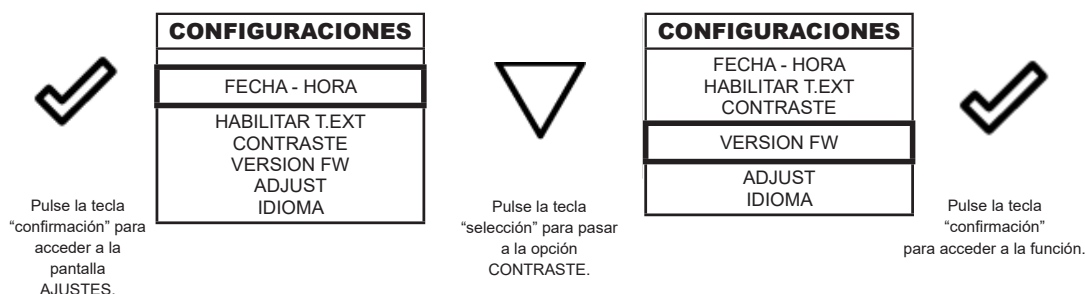 CONFIGURACIONES
FECHA - HORA
HABILITAR T.EXT
CONTRASTE
VERSION FW
ADJUST
IDIOMA
Pulse la tecla
“confirmación” para
acceder a la
pantalla
AJUSTES.
Pulse la tecla
“selección” para pasar
a la opción
CONTRASTE.
CONFIGURACIONES
FECHA - HORA
HABILITAR T.EXT
CONTRASTE
VERSION FW
ADJUST
IDIOMA
Pulse la tecla
“confirmación”
para acceder a la función.